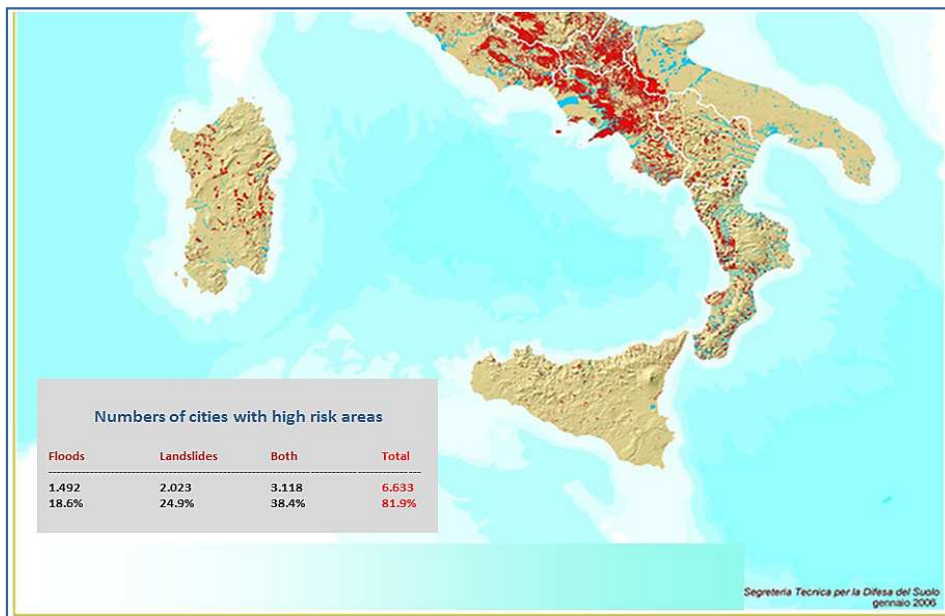 Numbers of cities with high risk areas
Floods Landslides Both Total
1.492 2.023 3.118 6.633
18.6% 24.9% 38.4% 81.9%
Segreteria Tecnica per la Difesa del Suolo
gennaio 2006